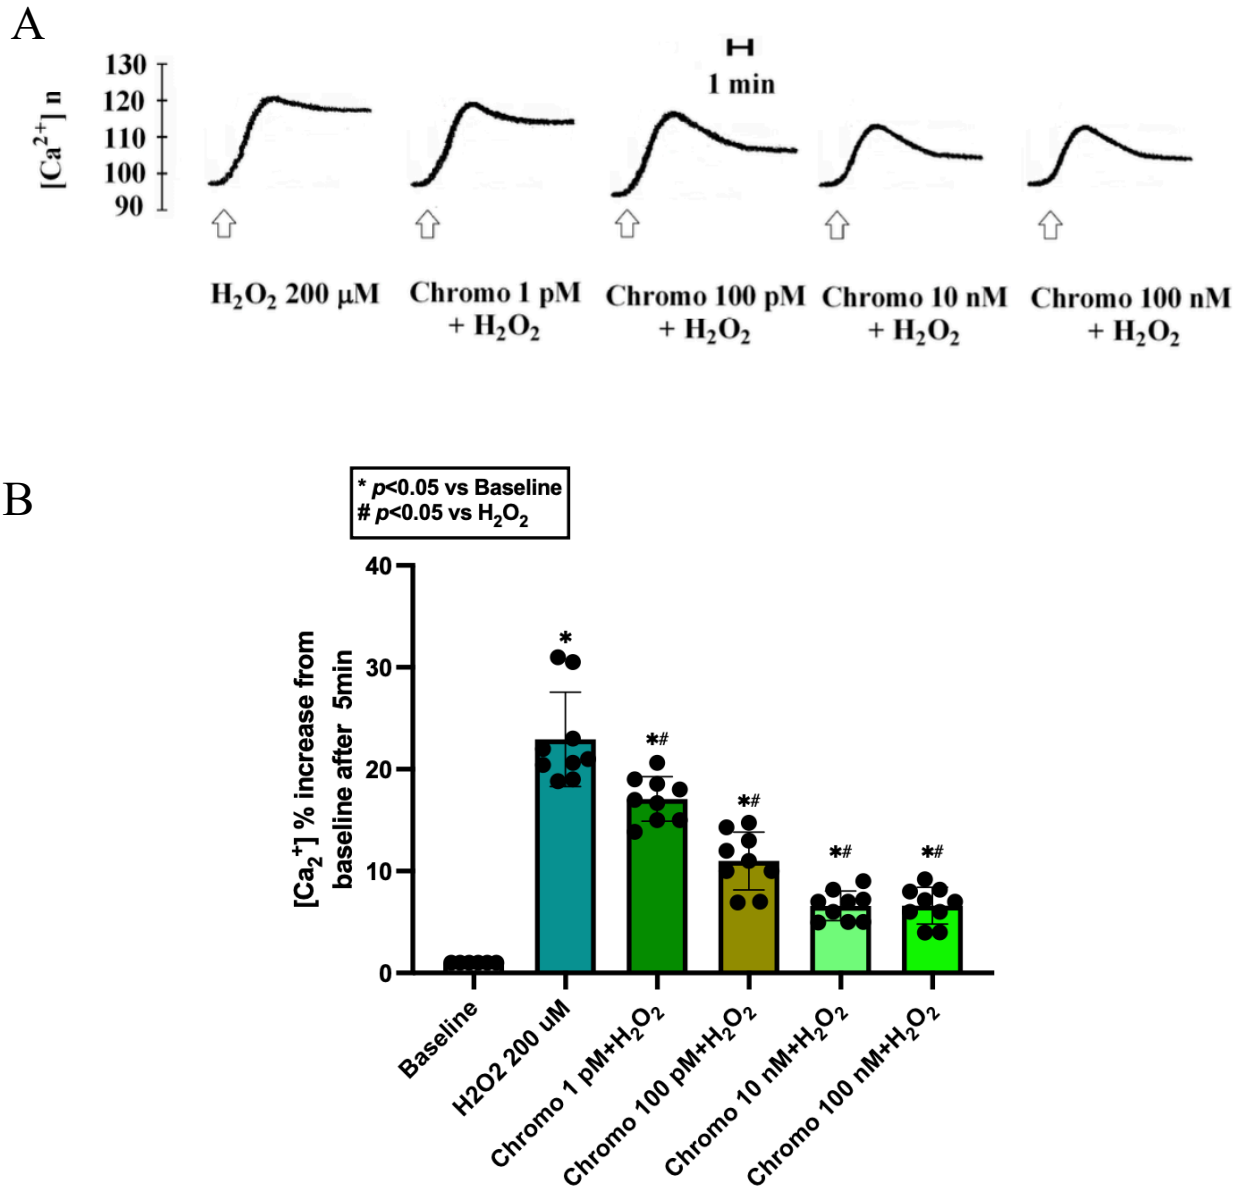 A
1 min
[Ca²⁺] n
130
120
110
100
90
H₂O₂ 200 µM
Chromo 1 pM
+ H₂O₂
Chromo 100 pM
+ H₂O₂
Chromo 10 nM
+ H₂O₂
Chromo 100 nM
+ H₂O₂
B
* p<0.05 vs Baseline
# p<0.05 vs H₂O₂
[Ca₂⁺] % increase from
baseline after 5min
40
30
20
10
0
*
*#
*#
*#
*#
Baseline
H2O2 200 uM
Chromo 1 pM+H₂O₂
Chromo 100 pM+H₂O₂
Chromo 10 nM+H₂O₂
Chromo 100 nM+H₂O₂